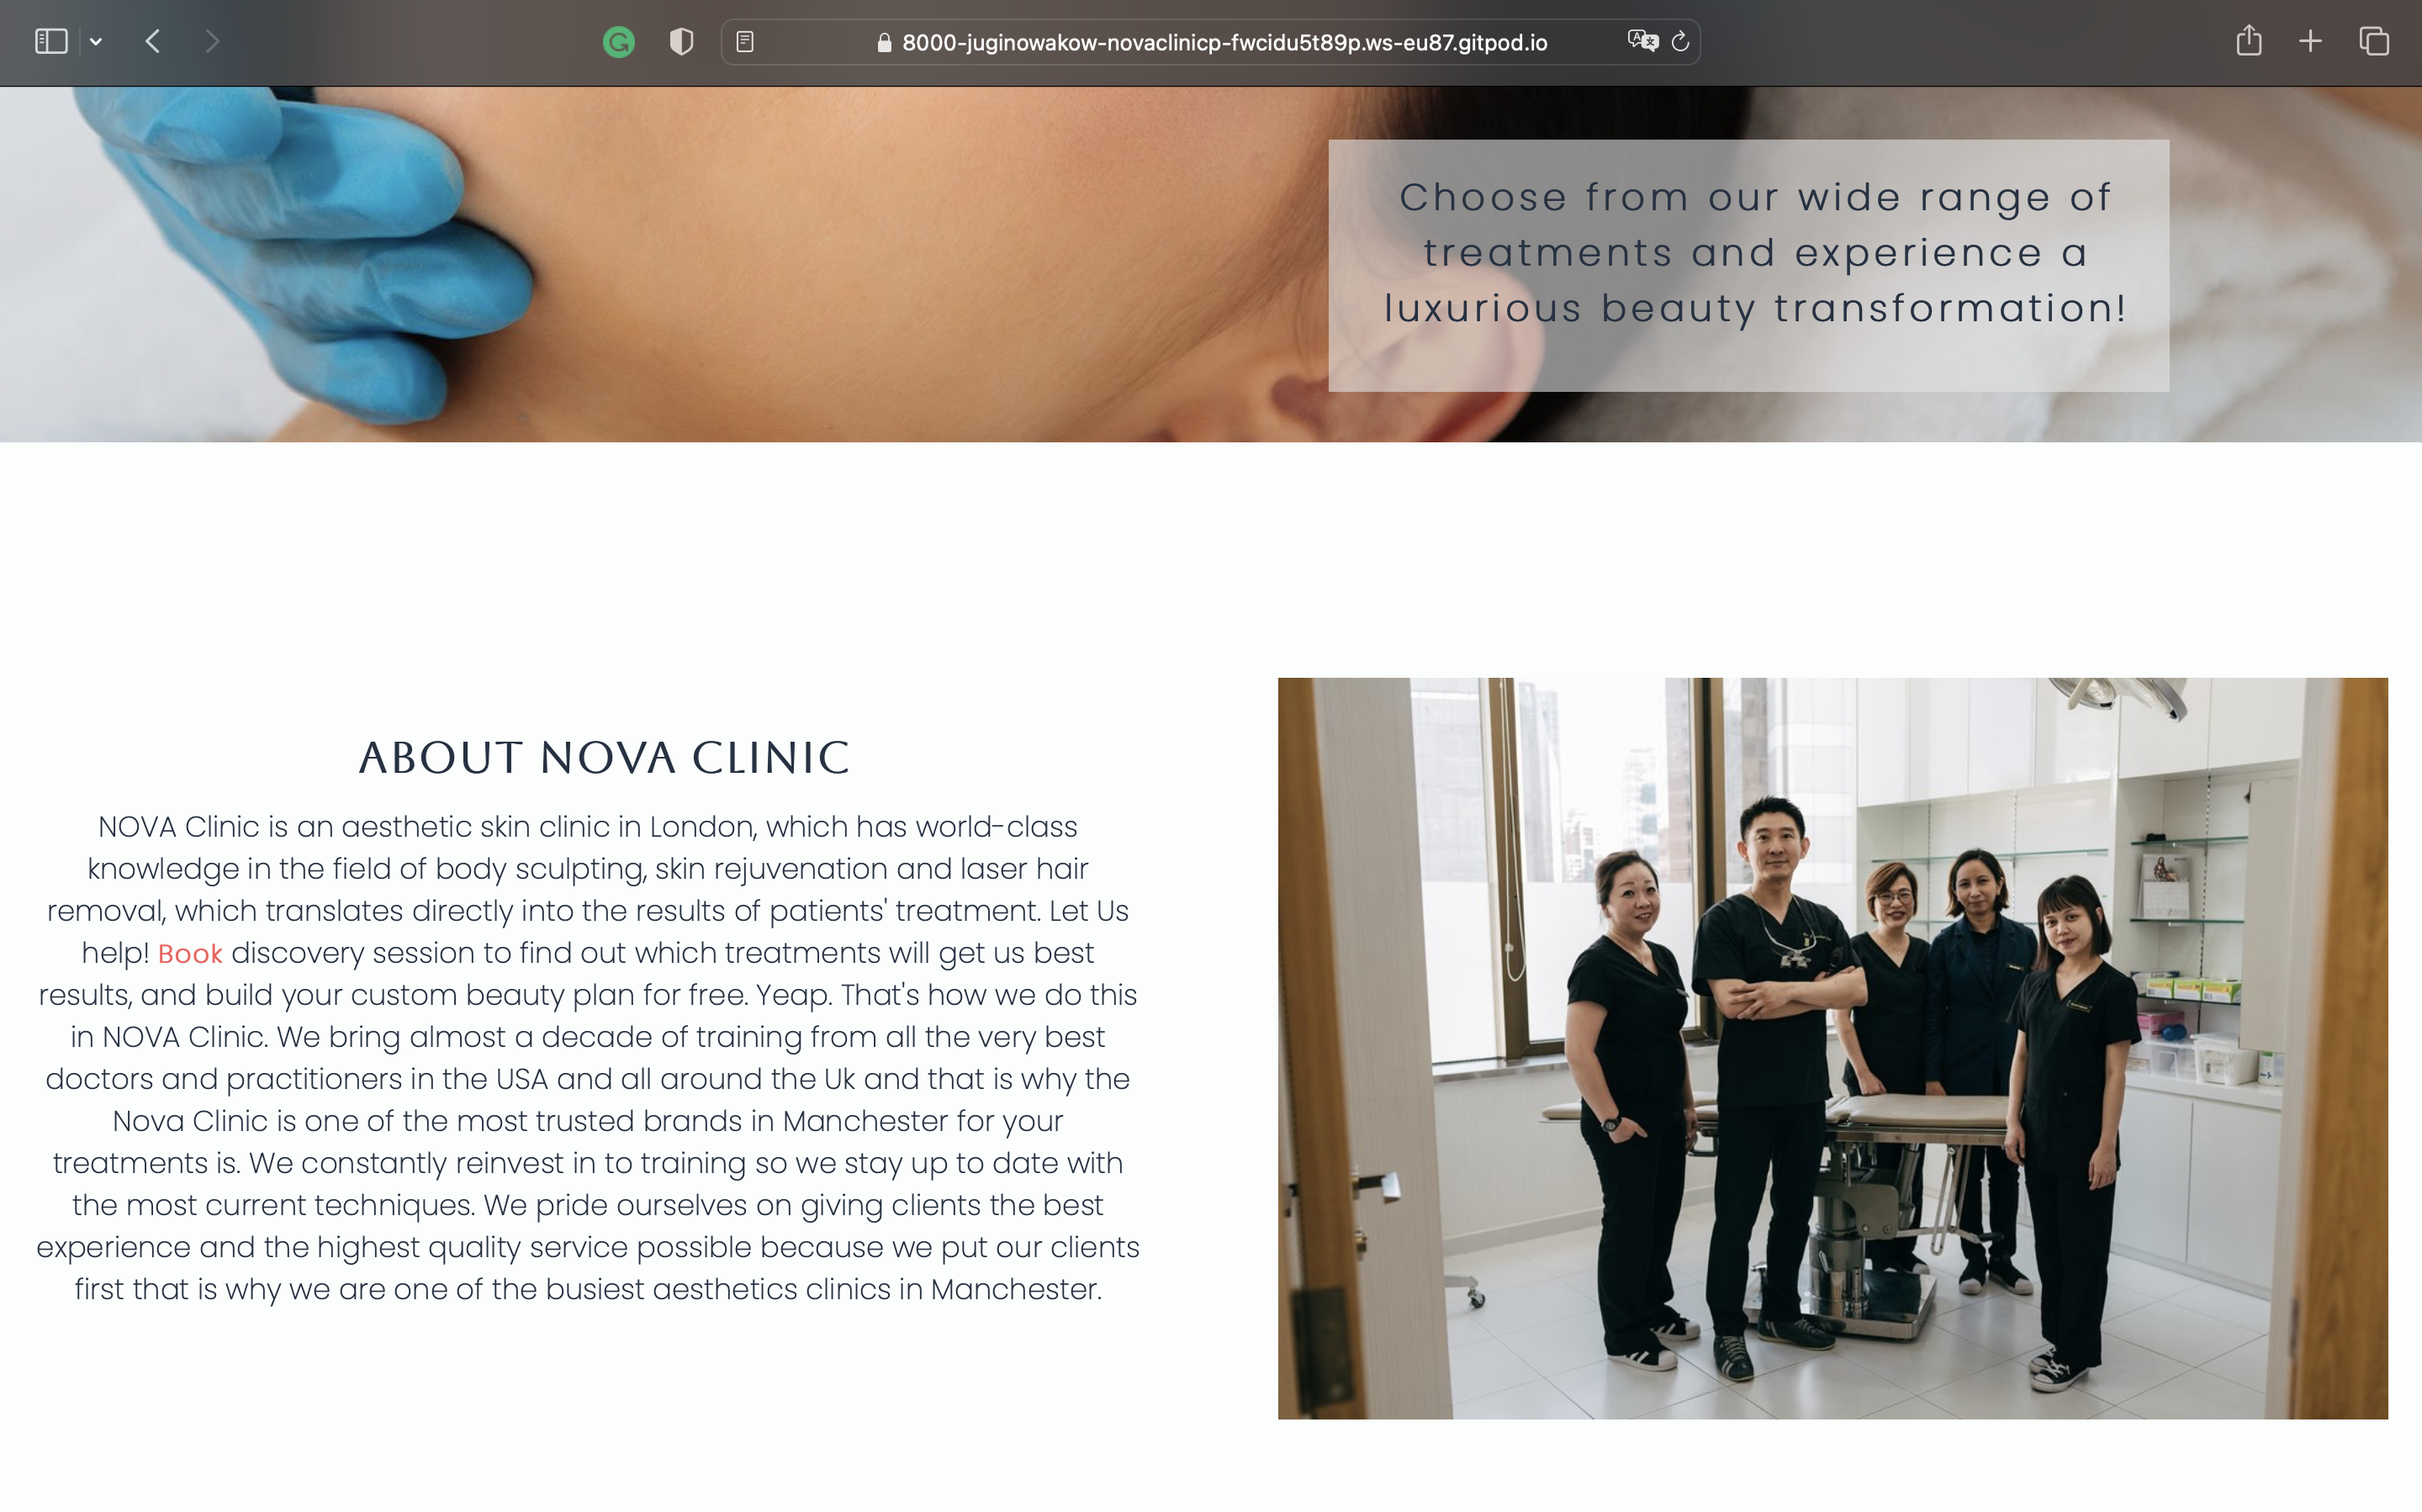 8000-juginowakow-novaclinicp-fwcidu5t89p.ws-eu87.gitpod.io
Choose from our wide range of
treatments and experience a
luxurious beauty transformation!
ABOUT NOVA CLINIC
NOVA Clinic is an aesthetic skin clinic in London, which has world-class
knowledge in the field of body sculpting, skin rejuvenation and laser hair
removal, which translates directly into the results of patients' treatment. Let Us
help! Book discovery session to find out which treatments will get us best
results, and build your custom beauty plan for free. Yeap. That's how we do this
in NOVA Clinic. We bring almost a decade of training from all the very best
doctors and practitioners in the USA and all around the Uk and that is why the
Nova Clinic is one of the most trusted brands in Manchester for your
treatments is. We constantly reinvest in to training so we stay up to date with
the most current techniques. We pride ourselves on giving clients the best
experience and the highest quality service possible because we put our clients
first that is why we are one of the busiest aesthetics clinics in Manchester.